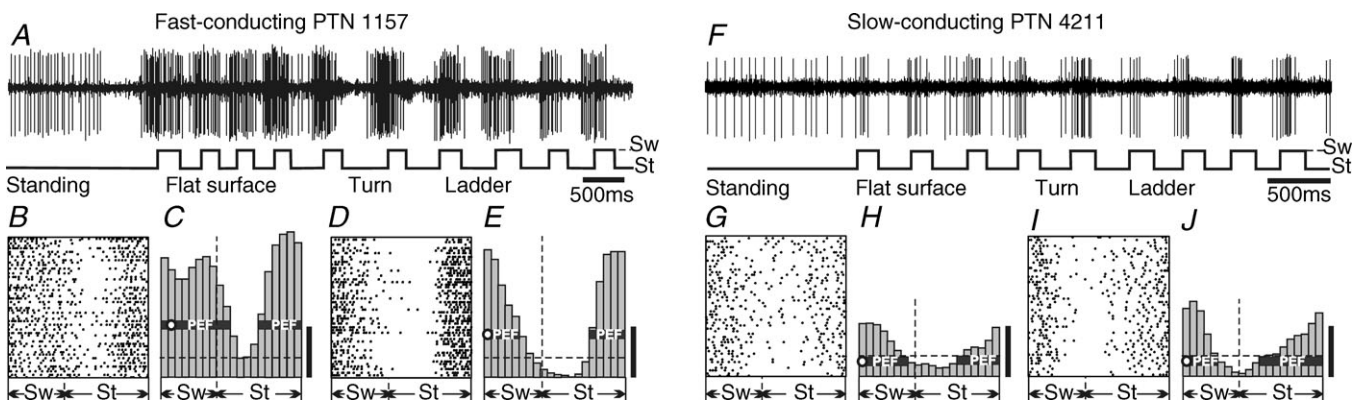 A Fast-conducting PTN 1157
Sw
St
Standing Flat surface Turn Ladder 500ms
B C D E
PEF PEF PEF PEF
Sw St Sw St Sw St Sw St
F Slow-conducting PTN 4211
Sw
St
Standing Flat surface Turn Ladder 500ms
G H I J
PEF PEF PEF PEF
Sw St Sw St Sw St Sw St